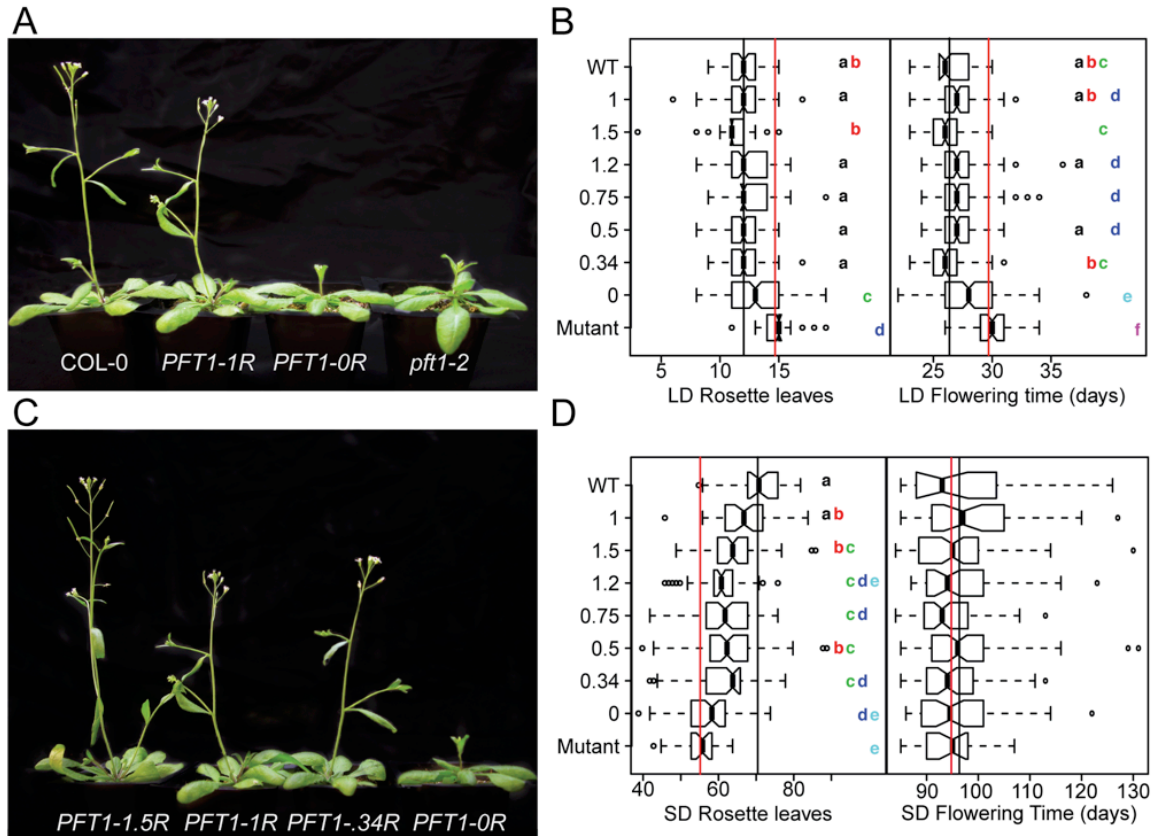 A
COL-0 PFT1-1R PFT1-0R pft1-2
B
WT a b a b c
1 a a b d
1.5 b c
1.2 a a d
0.75 a d
0.5 a a d
0.34 a b c
0 c e
Mutant d f
5 10 15 25 30 35
LD Rosette leaves LD Flowering time (days)
C
PFT1-1.5R PFT1-1R PFT1-.34R PFT1-0R
D
WT a
1 a b
1.5 b c
1.2 c d e
0.75 c d
0.5 b c
0.34 c d
0 d e
Mutant e
40 60 80 90 100 110 120 130
SD Rosette leaves SD Flowering Time (days)